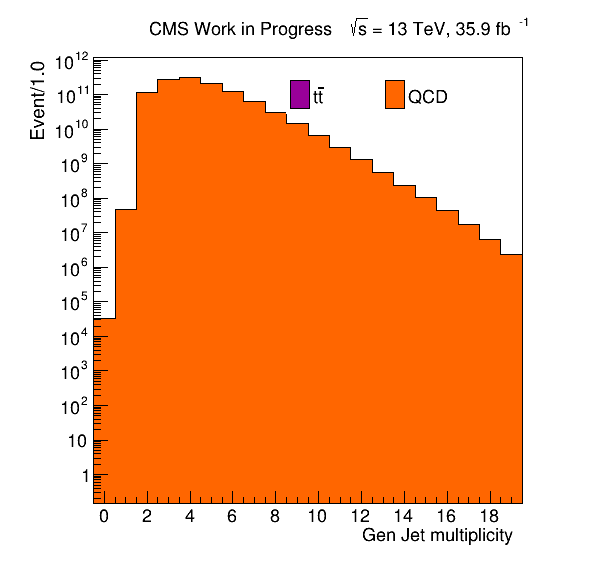 CMS Work in Progress √s = 13 TeV, 35.9 fb⁻¹
Event/1.0
10¹²
10¹¹
10¹⁰
10⁹
10⁸
10⁷
10⁶
10⁵
10⁴
10³
10²
10
1
tt̄ QCD
0 2 4 6 8 10 12 14 16 18
Gen Jet multiplicity